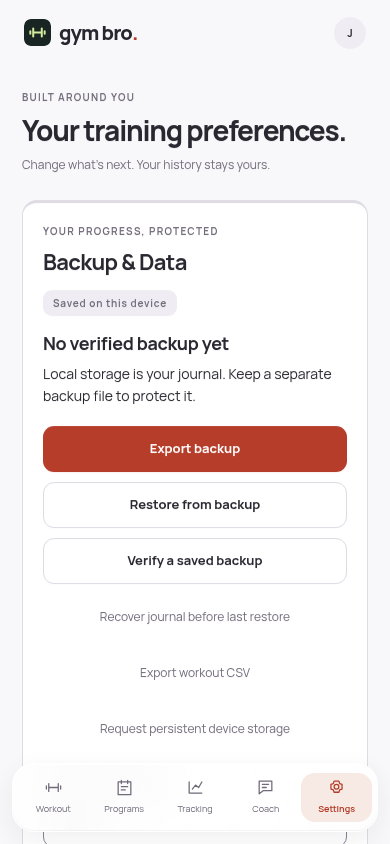 gym bro.
J
BUILT AROUND YOU
Your training preferences.
Change what's next. Your history stays yours.
YOUR PROGRESS, PROTECTED
Backup & Data
Saved on this device
No verified backup yet
Local storage is your journal. Keep a separate
backup file to protect it.
Export backup
Restore from backup
Verify a saved backup
Recover journal before last restore
Export workout CSV
Request persistent device storage
Workout
Programs
Tracking
Coach
Settings